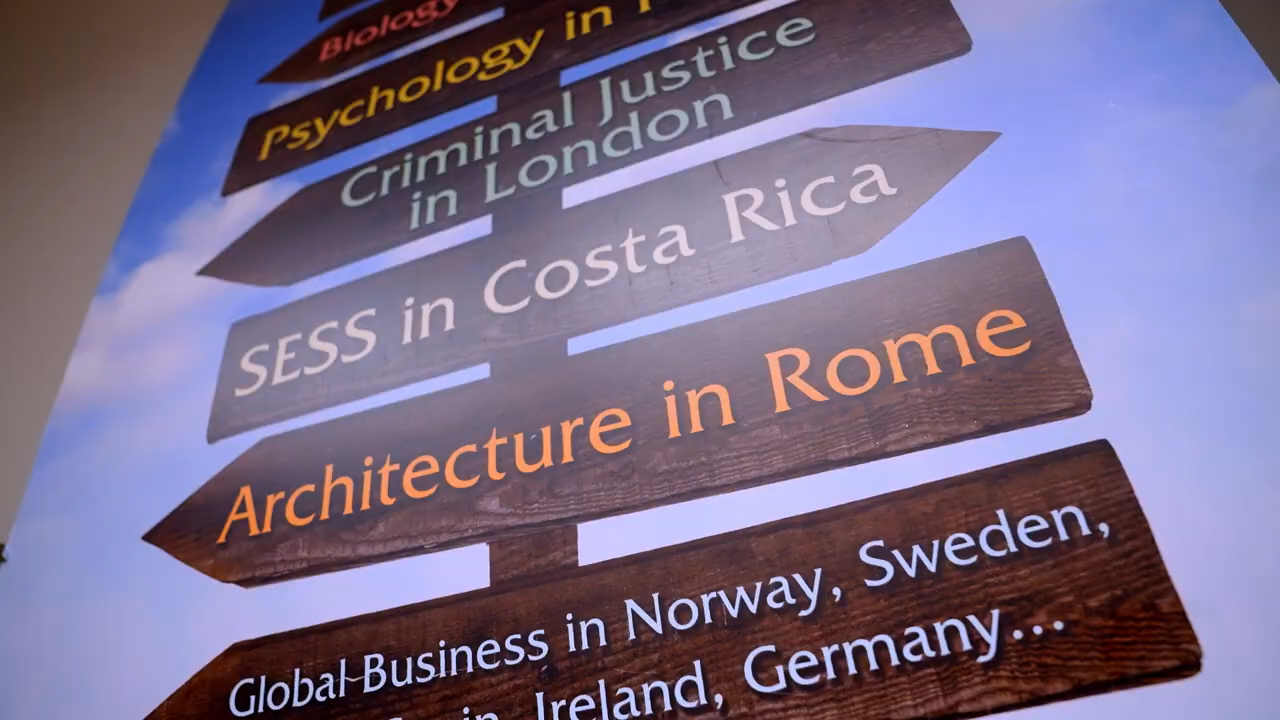 Biology
Psychology in
Criminal Justice
in London
SESS in Costa Rica
Architecture in Rome
Global Business in Norway, Sweden,
Ireland, Germany...